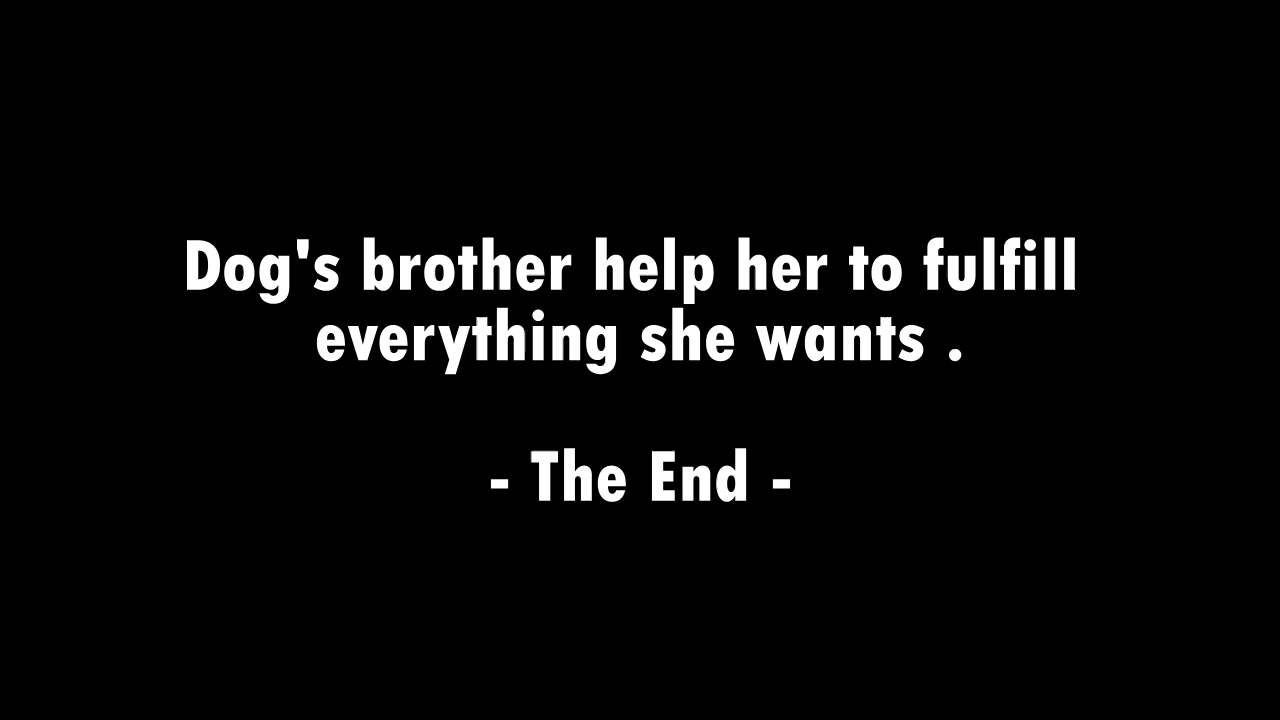 Dog's brother help her to fulfill
everything she wants .
- The End -